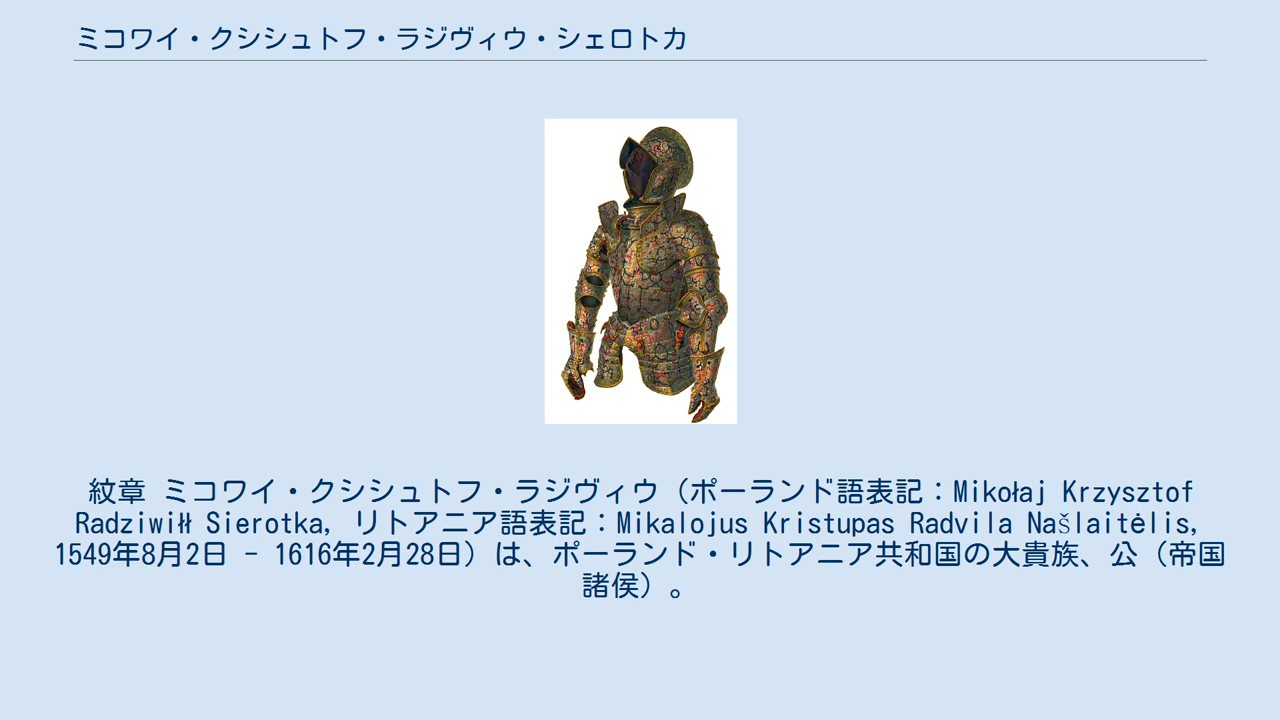 ミコワイ・クシシュトフ・ラジヴィウ・シェロトカ
紋章 ミコワイ・クシシュトフ・ラジヴィウ（ポーランド語表記：Mikołaj Krzysztof
Radziwiłł Sierotka, リトアニア語表記：Mikalojus Kristupas Radvila Našlaitėlis,
1549年8月2日 - 1616年2月28日）は、ポーランド・リトアニア共和国の大貴族、公（帝国
諸侯）。